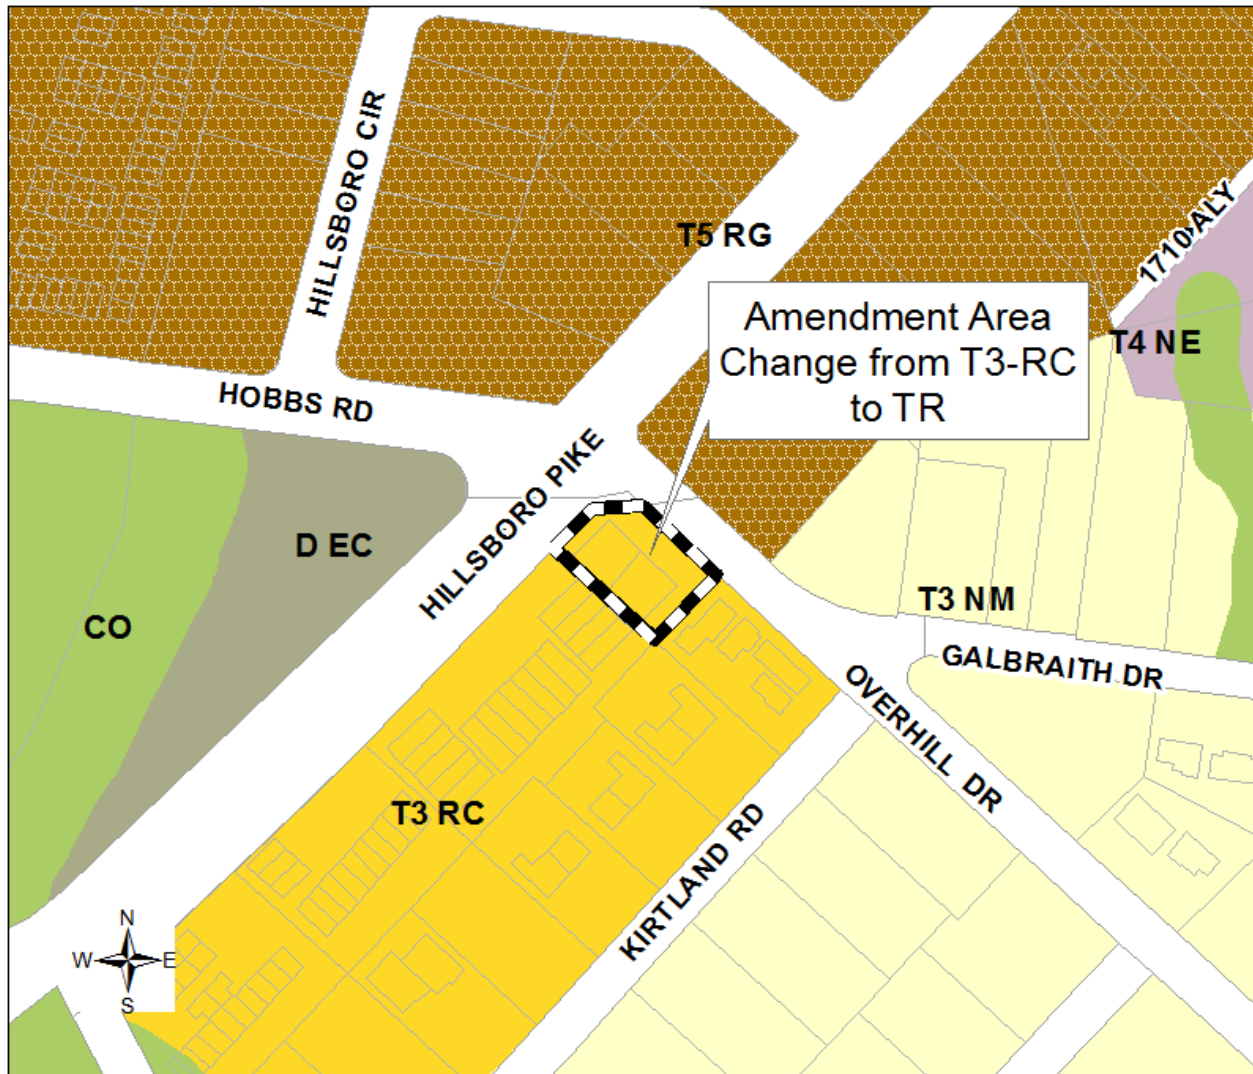 HILLSBORO CIR
T5 RG
1710 ALY
Amendment Area
Change from T3-RC
to TR
T4 NE
HOBBS RD
HILLSBORO PIKE
D EC
CO
T3 NM
GALBRAITH DR
OVERHILL DR
T3 RC
KIRTLAND RD
N
W
E
S